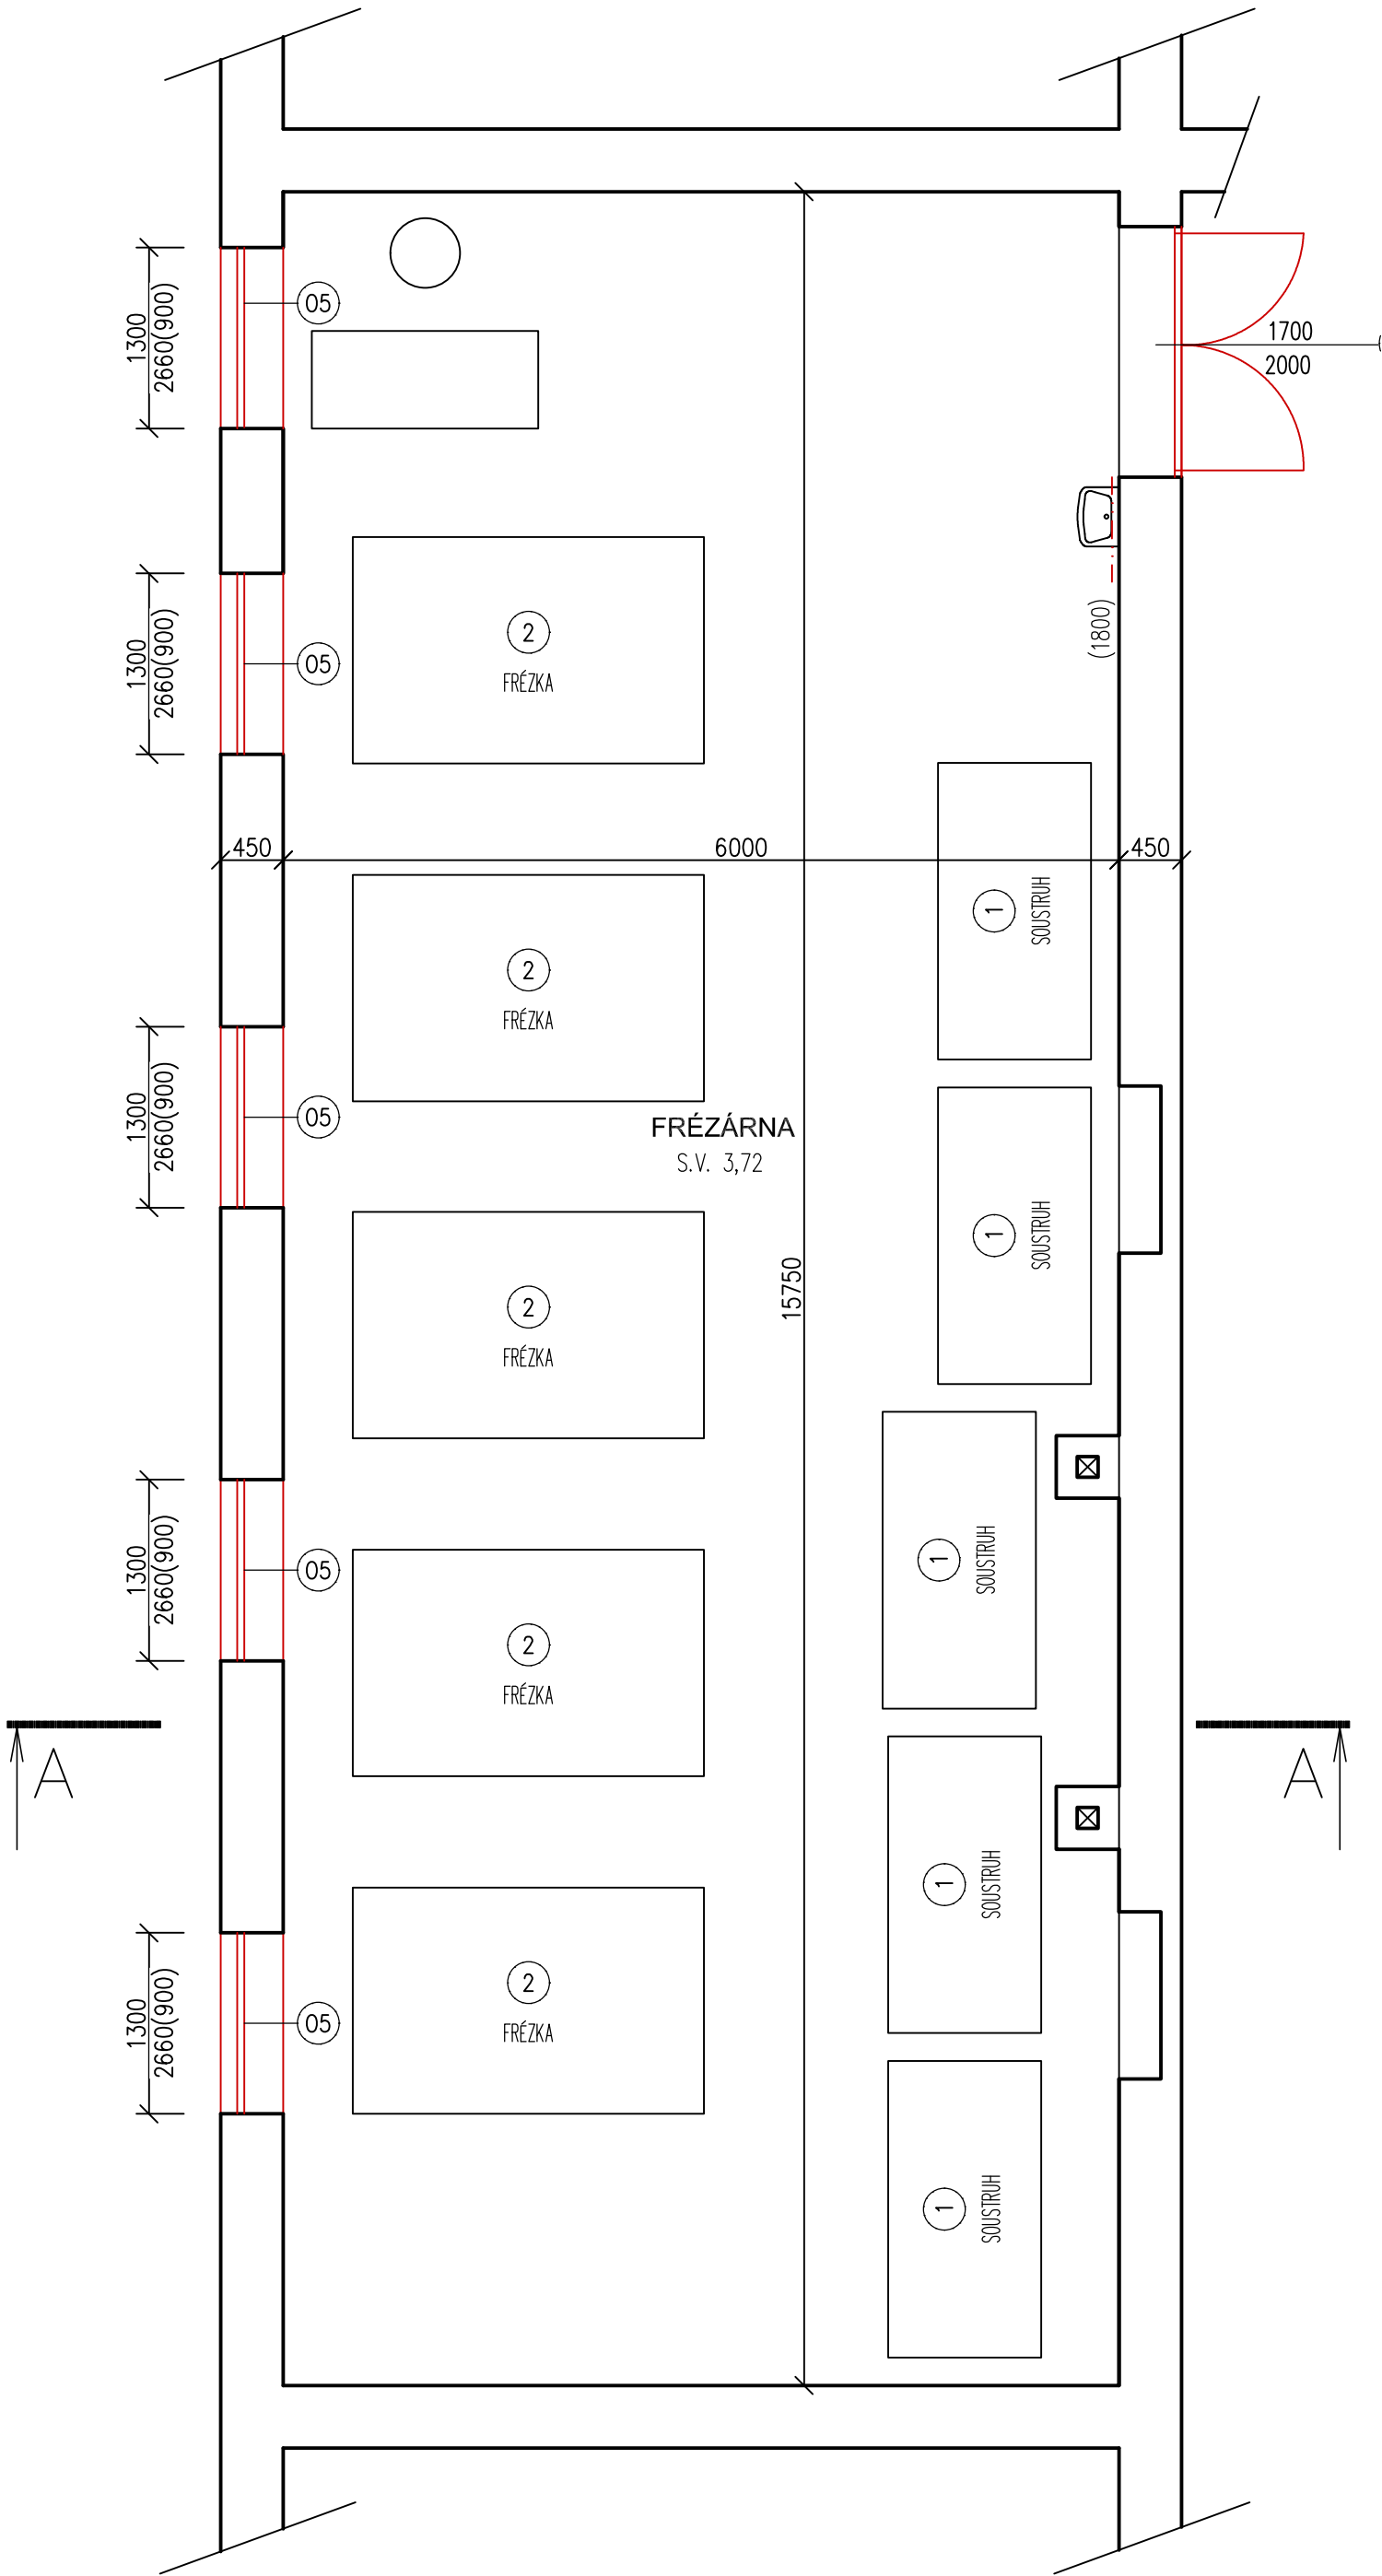 1300
2660(900)
05
1700
2000
(1800)
2
FRÉZKA
1300
2660(900)
05
450
6000
450
1
SOUSTRUH
2
FRÉZKA
1300
2660(900)
05
FRÉZÁRNA
S.V. 3,72
15750
1
SOUSTRUH
2
FRÉZKA
1300
2660(900)
05
1
SOUSTRUH
2
FRÉZKA
A
A
1
SOUSTRUH
2
FRÉZKA
1300
2660(900)
05
1
SOUSTRUH